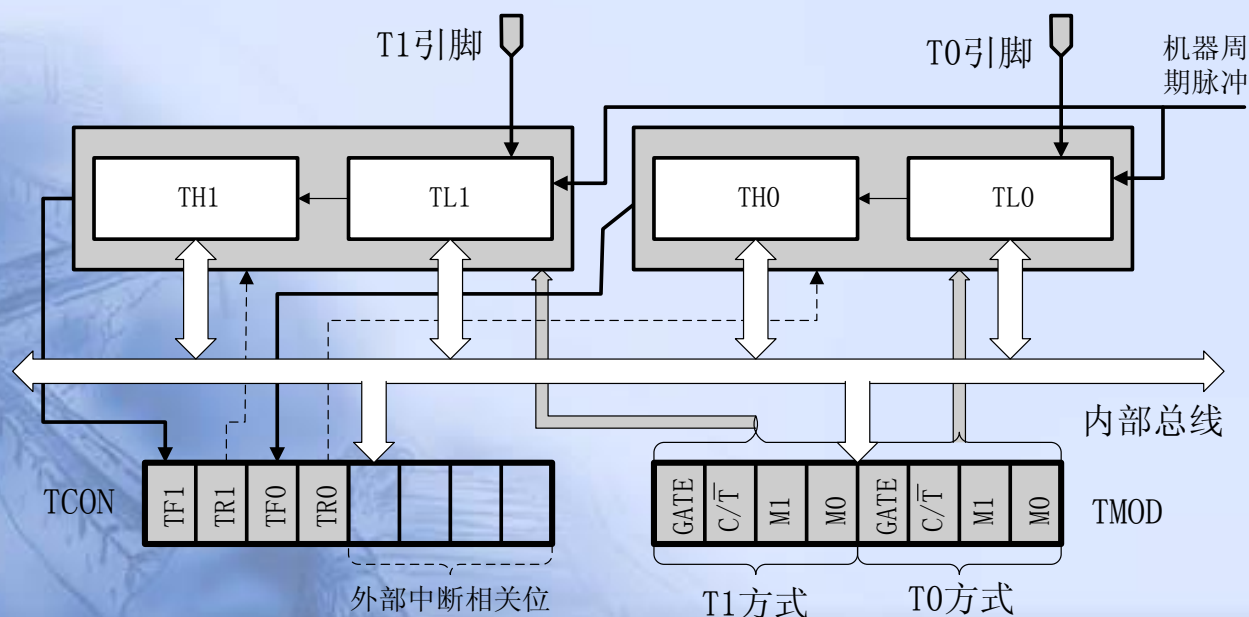 T1引脚
T0引脚
机器周
期脉冲
TH1
TL1
TH0
TL0
内部总线
TCON
TF1
TR1
TF0
TR0
GATE
C/T̅
M1
M0
GATE
C/T̅
M1
M0
TMOD
外部中断相关位
T1方式
T0方式